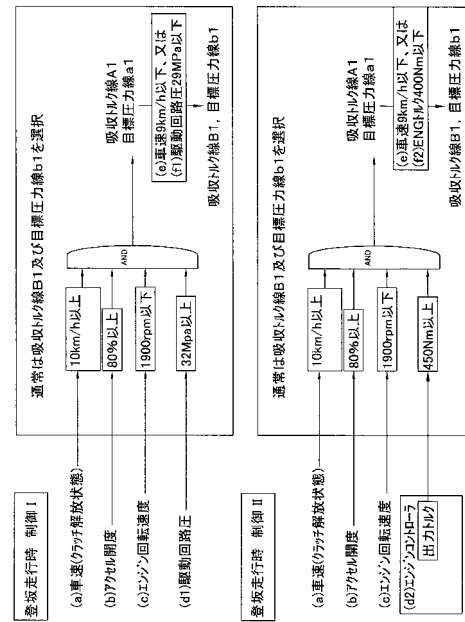 登坂走行時 制御Ⅰ
通常は吸収トルク線B1及び目標圧力線b1を選択
(a)車速(クラッチ解放状態)
10km/h以上
(b)アクセル開度
80%以上
(c)エンジン回転速度
1900rpm以下
(d1)駆動回路圧
32Mpa以上
AND
吸収トルク線A1
目標圧力線a1
(e)車速9km/h以下、又は
(f1)駆動回路圧29MPa以下
吸収トルク線B1, 目標圧力線b1
登坂走行時 制御Ⅱ
通常は吸収トルク線B1及び目標圧力線b1を選択
(a)車速(クラッチ解放状態)
10km/h以上
(b)アクセル開度
80%以上
(c)エンジン回転速度
1900rpm以下
(d2)エンジンコントローラ
出力トルク
450Nm以上
AND
吸収トルク線A1
目標圧力線a1
(e)車速9km/h以下、又は
(f2)ENGトルク400Nm以下
吸収トルク線B1, 目標圧力線b1